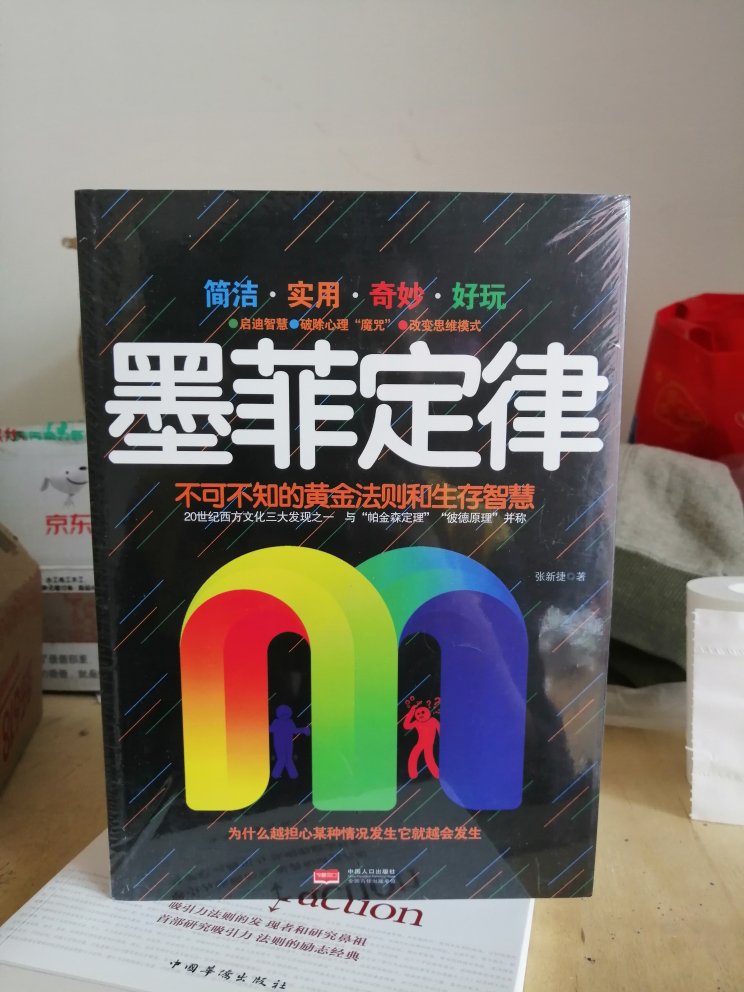 简洁·实用·奇妙·好玩
●启迪智慧●破除心理“魔咒”●改变思维模式
墨菲定律
不可不知的黄金法则和生存智慧
20世纪西方文化三大发现之一 与“帕金森定理”“彼德原理”并称
张新捷◎著
为什么越担心某种情况发生它就越会发生
中国人口出版社
京东
action
吸引力法则的发现者和研究鼻祖
首部研究吸引力法则的励志经典
中国华侨出版社